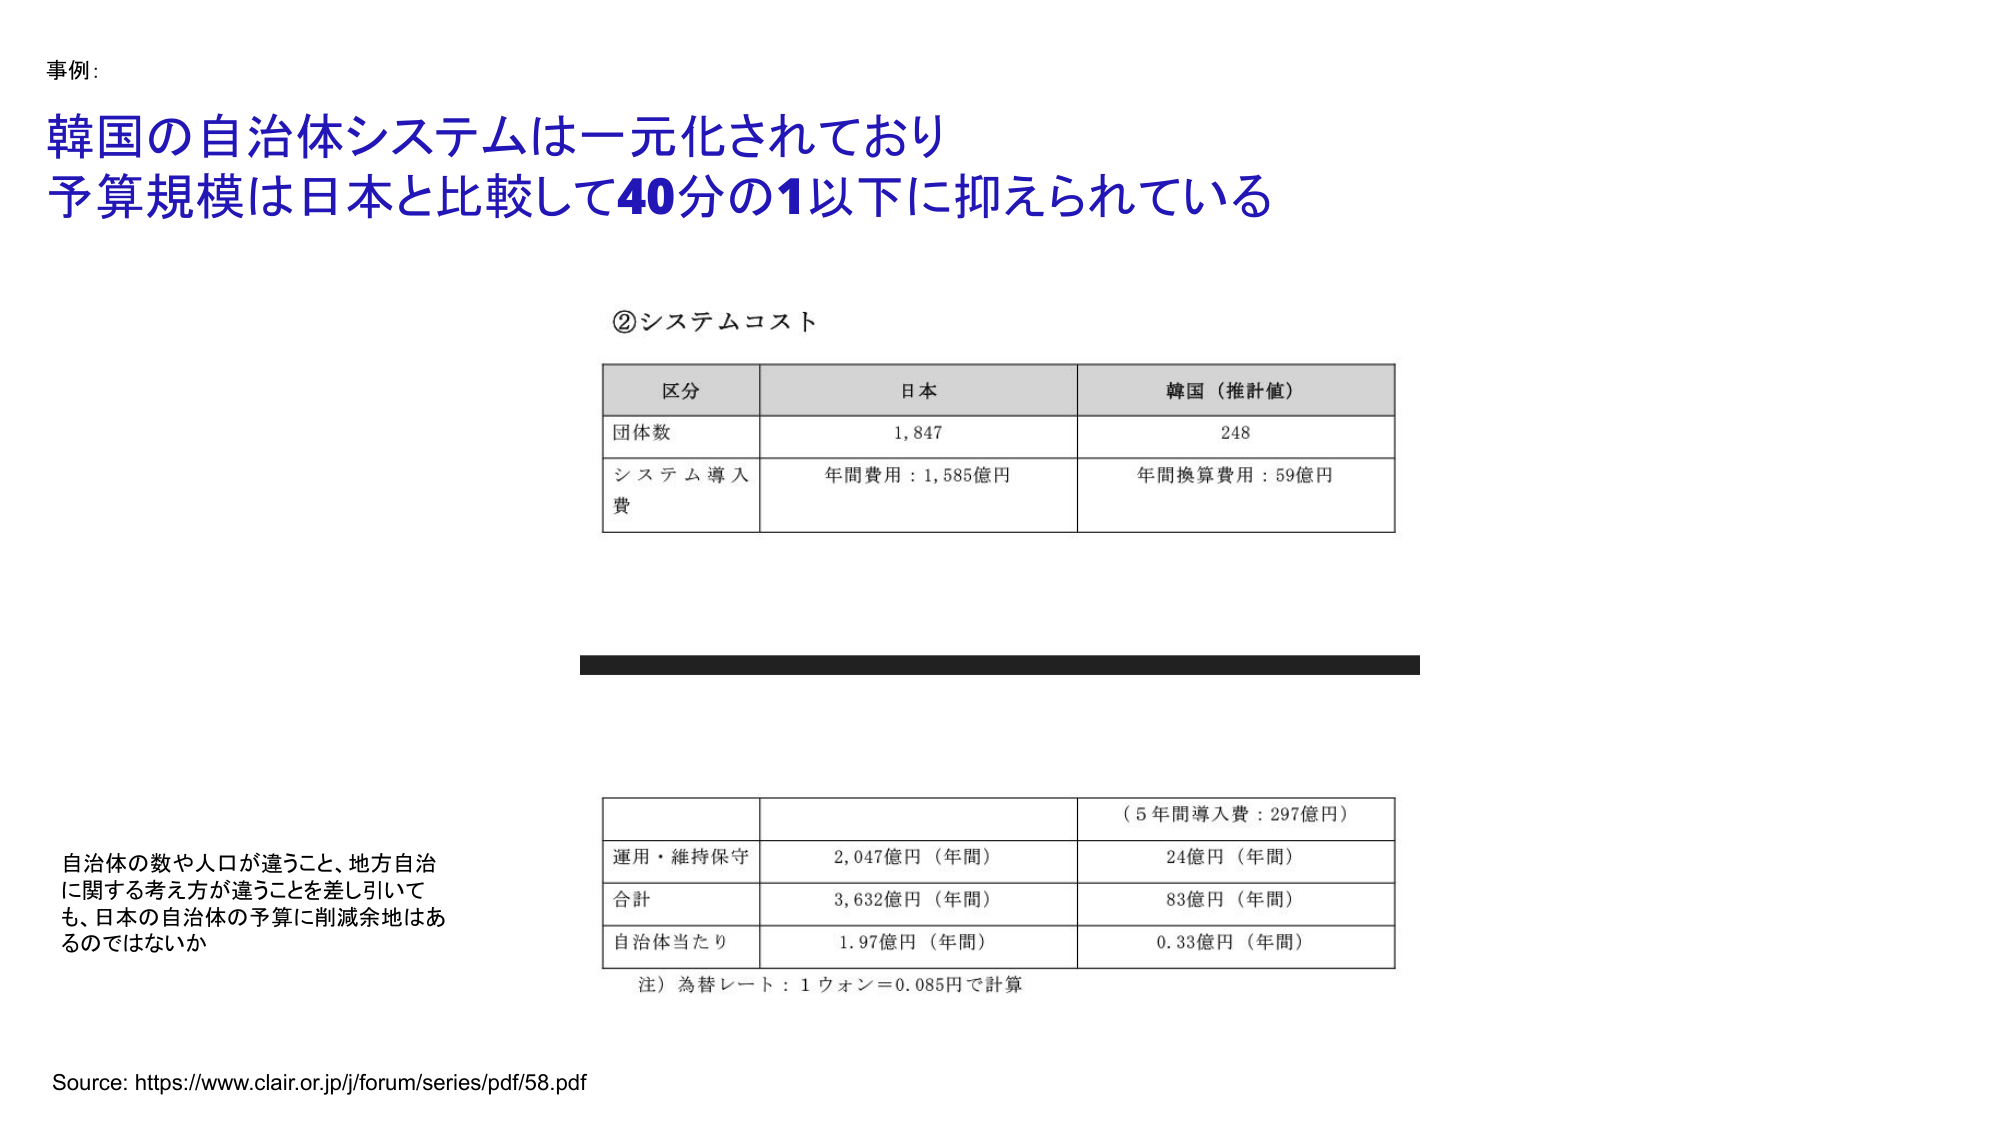 事例:
韓国の自治体システムは一元化されており
予算規模は日本と比較して40分の1以下に抑えられている
②システムコスト
区分 日本 韓国（推計値）
団体数 1,847 248
システム導入 年間費用：1,585億円 年間換算費用：59億円
費
（５年間導入費：297億円）
運用・維持保守 2,047億円（年間） 24億円（年間）
合計 3,632億円（年間） 83億円（年間）
自治体当たり 1.97億円（年間） 0.33億円（年間）
注）為替レート：１ウォン＝0.085円で計算
自治体の数や人口が違うこと、地方自治
に関する考え方が違うことを差し引いて
も、日本の自治体の予算に削減余地はあ
るのではないか
Source: https://www.clair.or.jp/j/forum/series/pdf/58.pdf